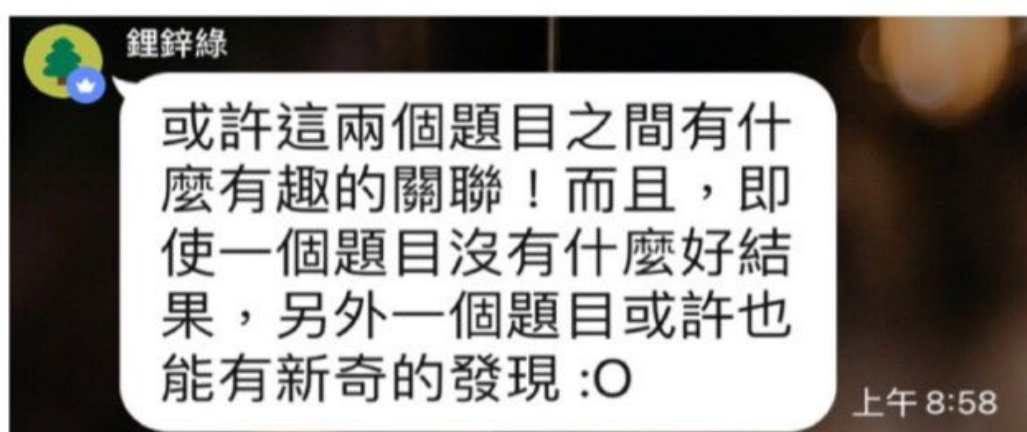 鋰鋅綠
或許這兩個題目之間有什
麼有趣的關聯！而且，即
使一個題目沒有什麼好結
果，另外一個題目或許也
能有新奇的發現 :O
上午 8:58